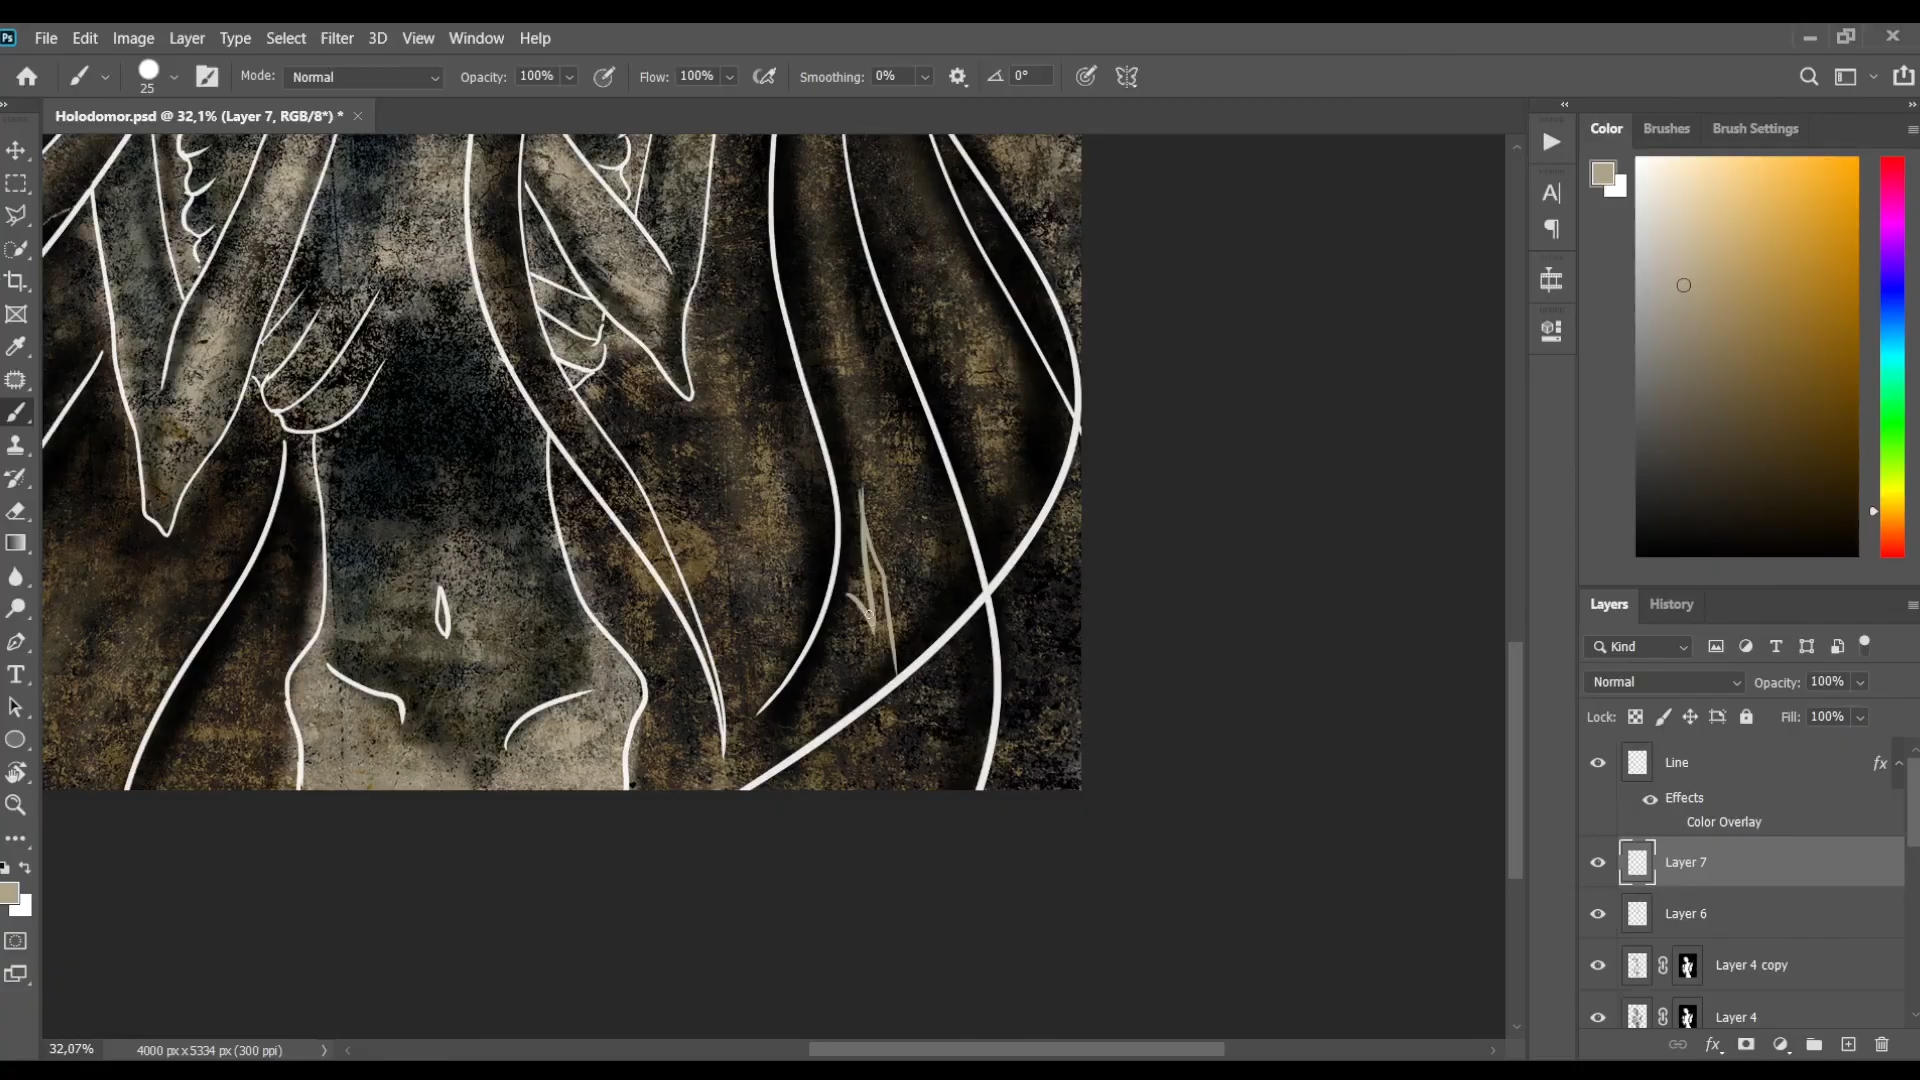 Ps File Edit Image Layer Type Select Filter 3D View Window Help
25 Mode: Normal Opacity: 100% Flow: 100% Smoothing: 0% 0°
Holodomor.psd @ 32,1% (Layer 7, RGB/8*) *
Color Brushes Brush Settings
Layers History
Kind
Normal Opacity: 100%
Lock: Fill: 100%
Line fx
Effects
Color Overlay
Layer 7
Layer 6
Layer 4 copy
Layer 4
32,07% 4000 px x 5334 px (300 ppi)
fx